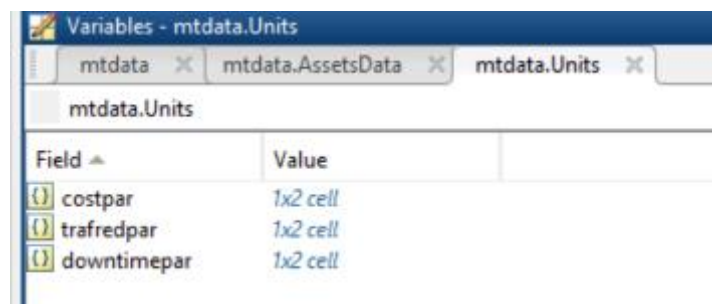 Variables - mtdata.Units
mtdata mtdata.AssetsData mtdata.Units
mtdata.Units
Field Value
costpar 1x2 cell
trafredpar 1x2 cell
downtimepar 1x2 cell